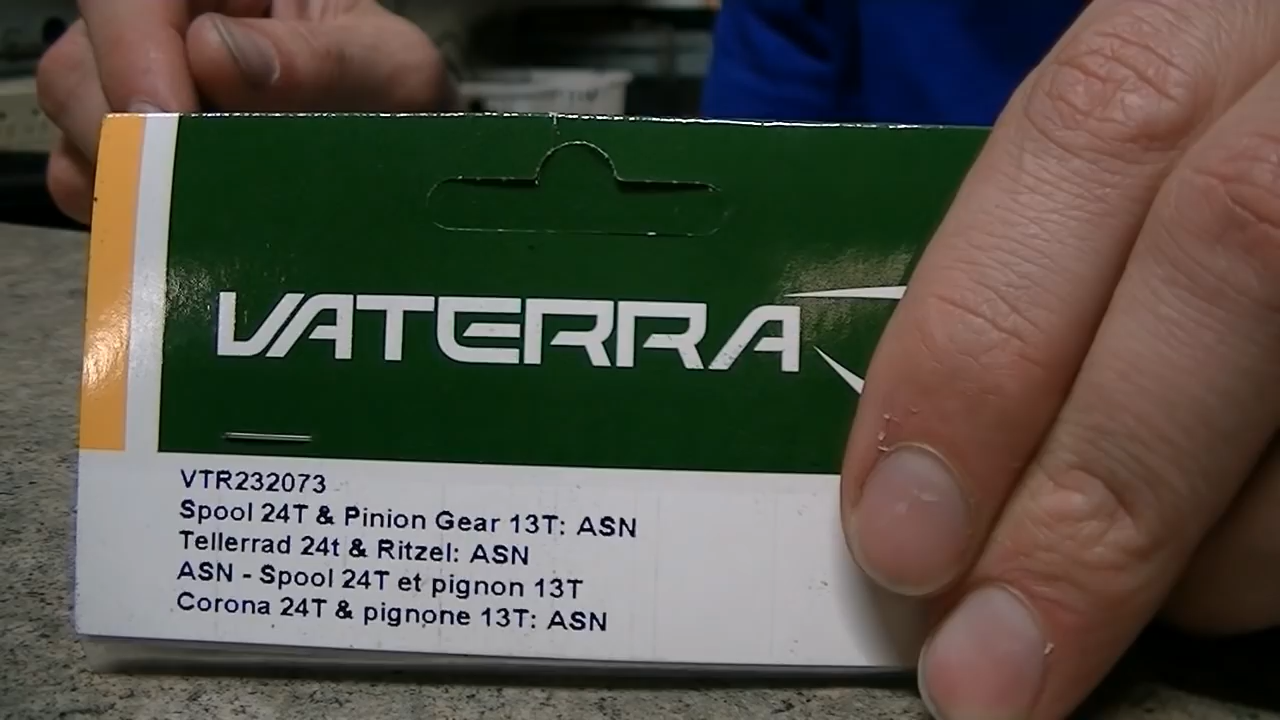 VATERRA
VTR232073
Spool 24T & Pinion Gear 13T: ASN
Tellerrad 24t & Ritzel: ASN
ASN - Spool 24T et pignon 13T
Corona 24T & pignone 13T: ASN